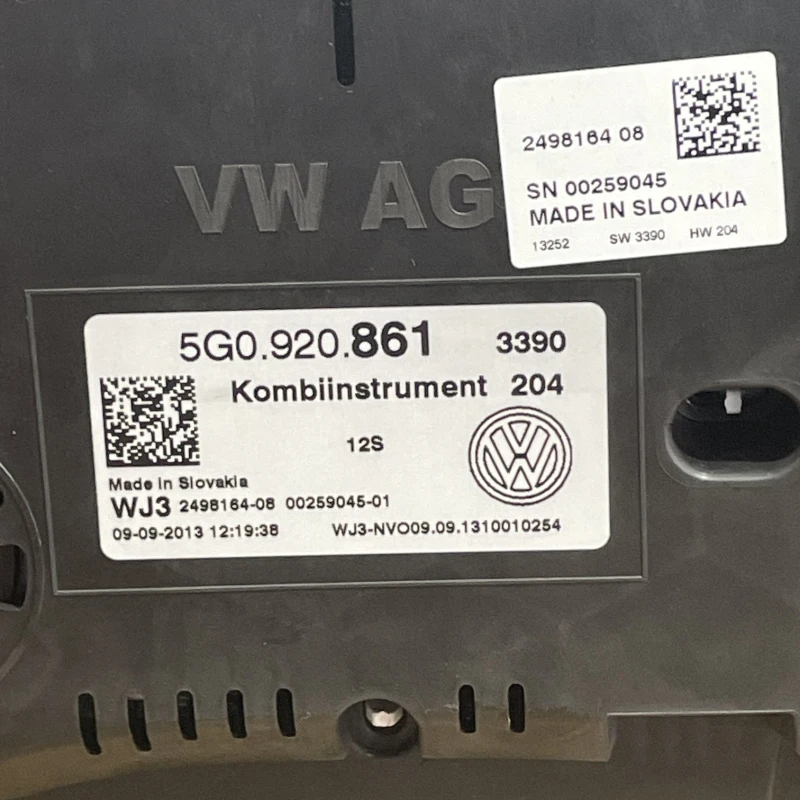 2498164 08
SN 00259045
MADE IN SLOVAKIA
13252 SW 3390 HW 204
VW AG
5G0.920.861 3390
Kombiinstrument 204
12S
Made in Slovakia
WJ3 2498164-08 00259045-01
09-09-2013 12:19:38 WJ3-NVO09.09.1310010254